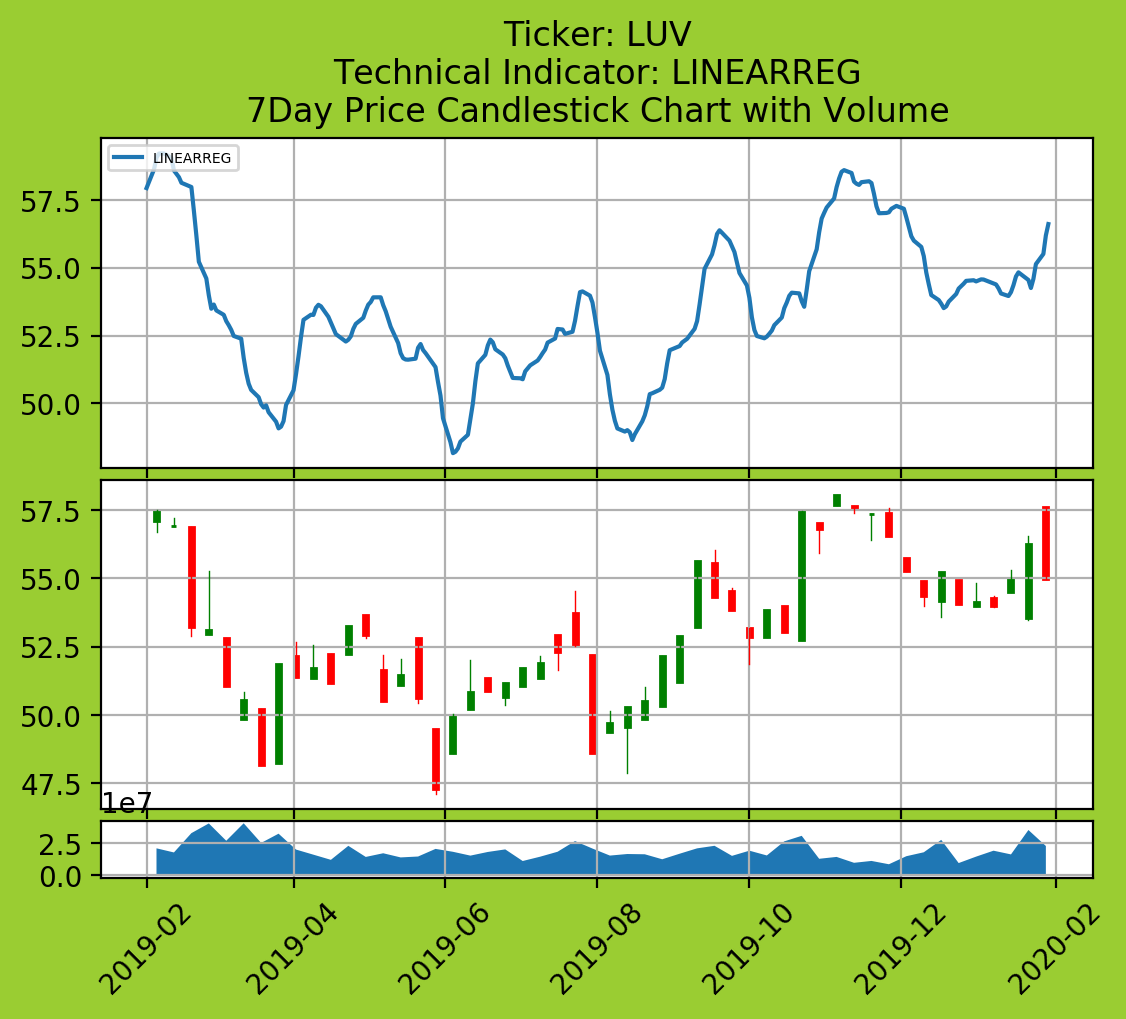 Ticker: LUV
Technical Indicator: LINEARREG
7Day Price Candlestick Chart with Volume
LINEARREG
57.5
55.0
52.5
50.0
57.5
55.0
52.5
50.0
47.5
1e7
2.5
0.0
2019-02 2019-04 2019-06 2019-08 2019-10 2019-12 2020-02